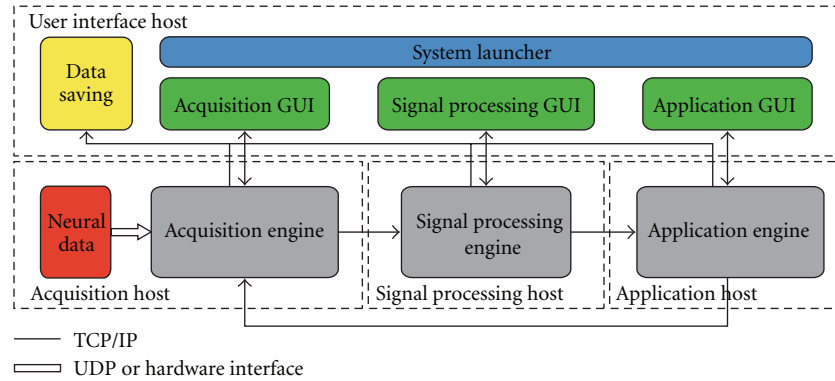 User interface host
Data
saving
System launcher
Acquisition GUI
Signal processing GUI
Application GUI
Neural
data
Acquisition engine
Signal processing
engine
Application engine
Acquisition host
Signal processing host
Application host
TCP/IP
UDP or hardware interface